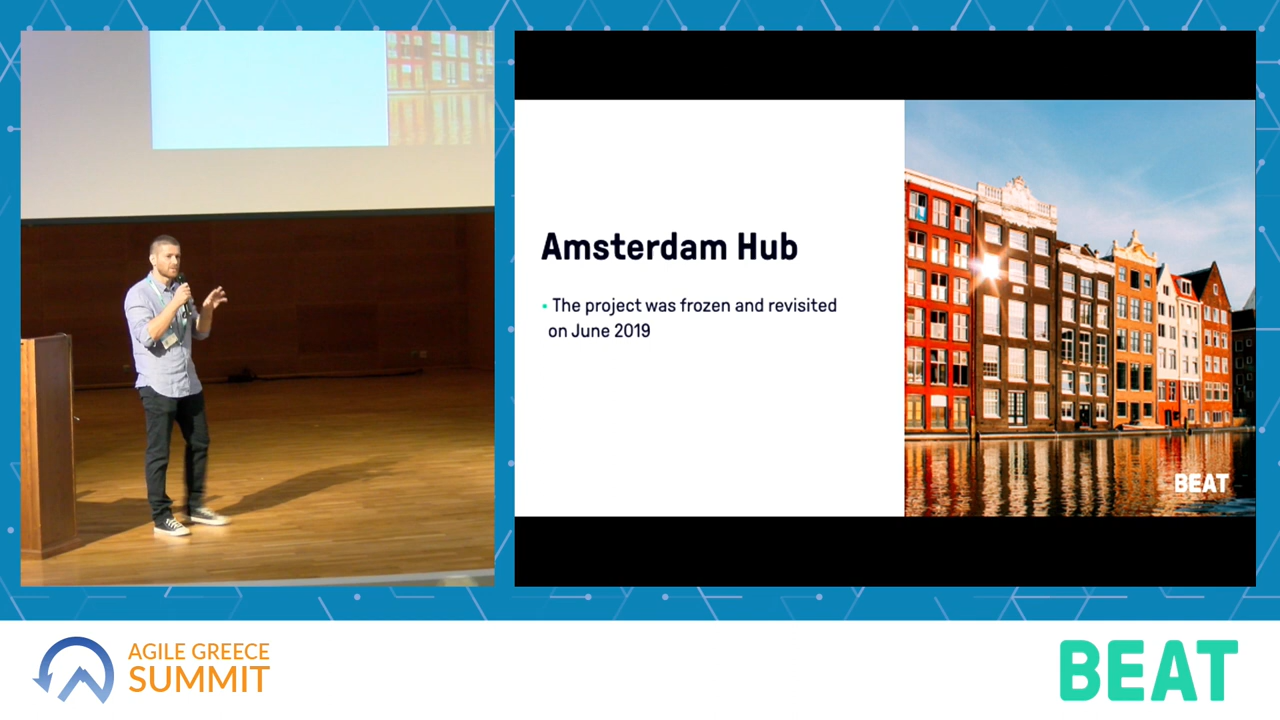 Amsterdam Hub
• The project was frozen and revisited
on June 2019
BEAT
AGILE GREECE
SUMMIT
BEAT